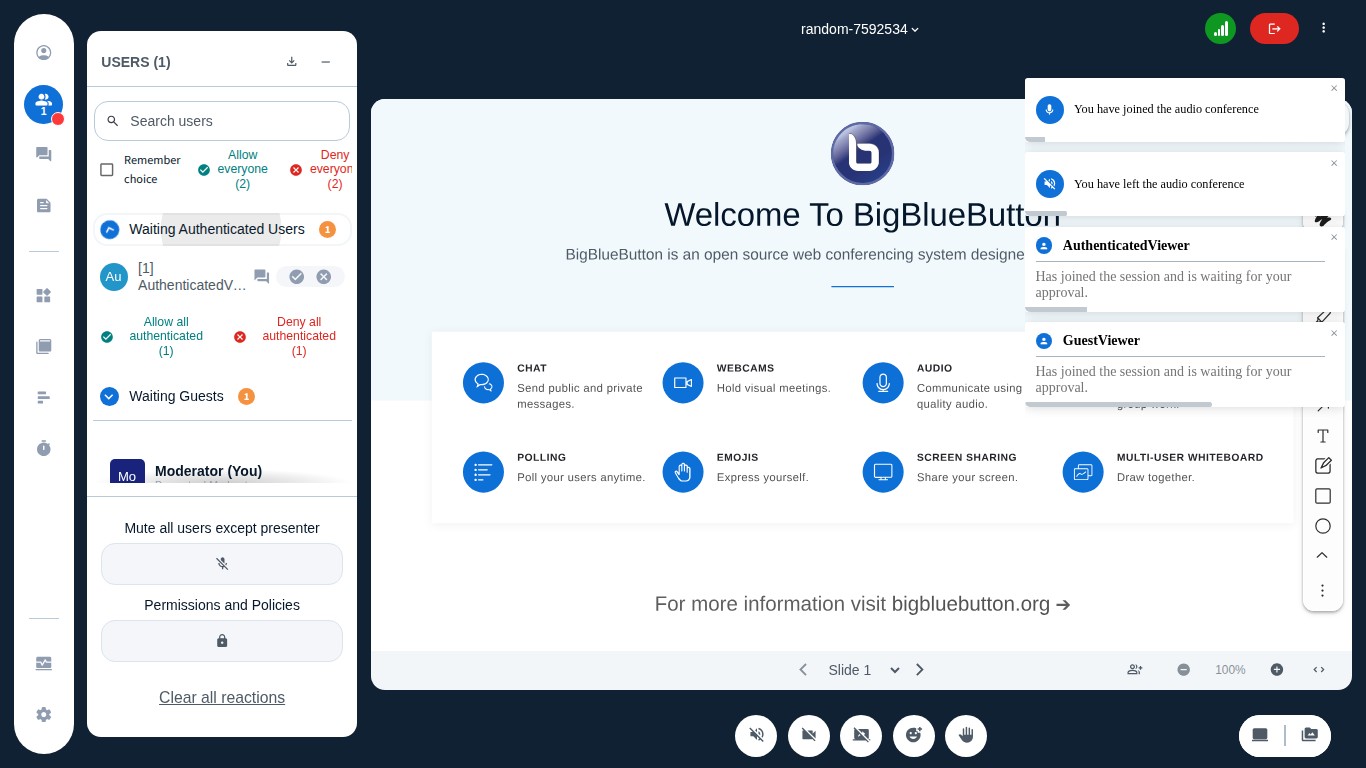 random-7592534
USERS (1)
1
Search users
Remember choice
Allow everyone (2)
Deny everyon (2)
Waiting Authenticated Users 1
Au
[1] AuthenticatedV...
Allow all authenticated (1)
Deny all authenticated (1)
Waiting Guests 1
Mo
Moderator (You)
Mute all users except presenter
Permissions and Policies
Clear all reactions
Welcome To BigBlueButton
BigBlueButton is an open source web conferencing system designe
CHAT
Send public and private messages.
WEBCAMS
Hold visual meetings.
AUDIO
Communicate using quality audio.
group work.
POLLING
Poll your users anytime.
EMOJIS
Express yourself.
SCREEN SHARING
Share your screen.
MULTI-USER WHITEBOARD
Draw together.
For more information visit bigbluebutton.org ➔
Slide 1
100%
You have joined the audio conference
You have left the audio conference
AuthenticatedViewer
Has joined the session and is waiting for your
approval.
GuestViewer
Has joined the session and is waiting for your
approval.